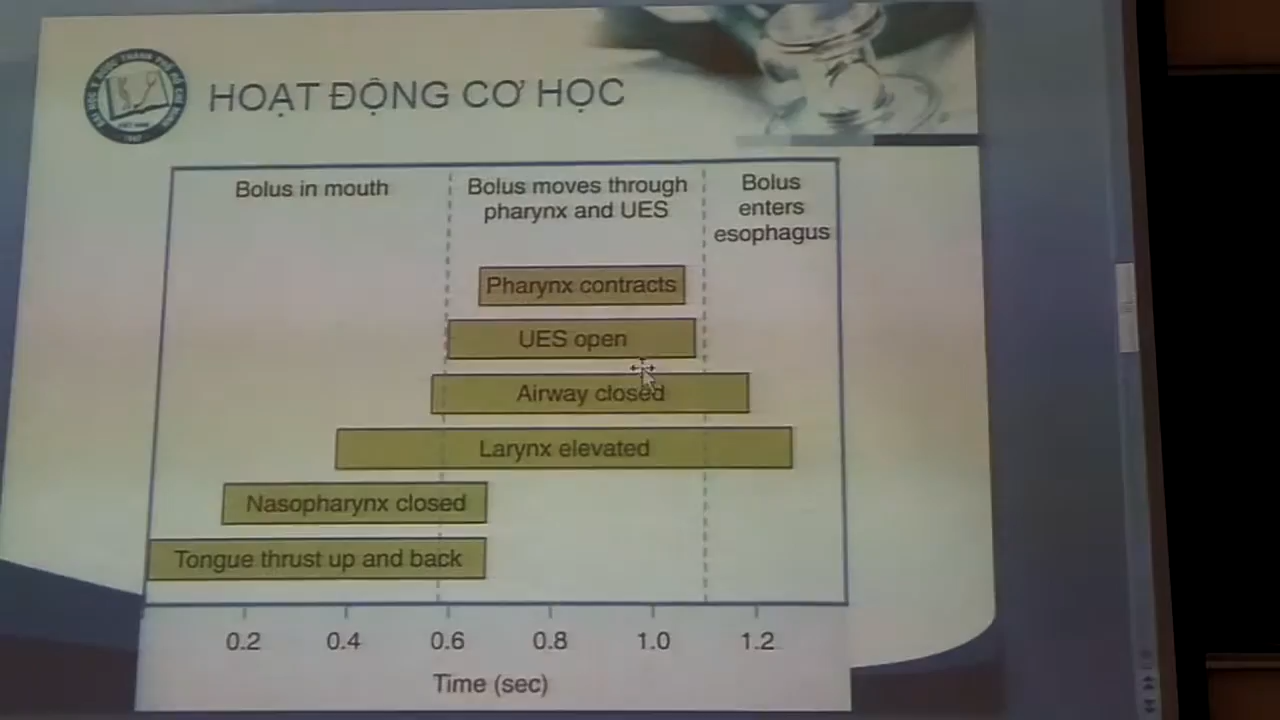 HOẠT ĐỘNG CƠ HỌC
Bolus in mouth
Bolus moves through
pharynx and UES
Bolus
enters
esophagus
Pharynx contracts
UES open
Airway closed
Larynx elevated
Nasopharynx closed
Tongue thrust up and back
0.2 0.4 0.6 0.8 1.0 1.2
Time (sec)